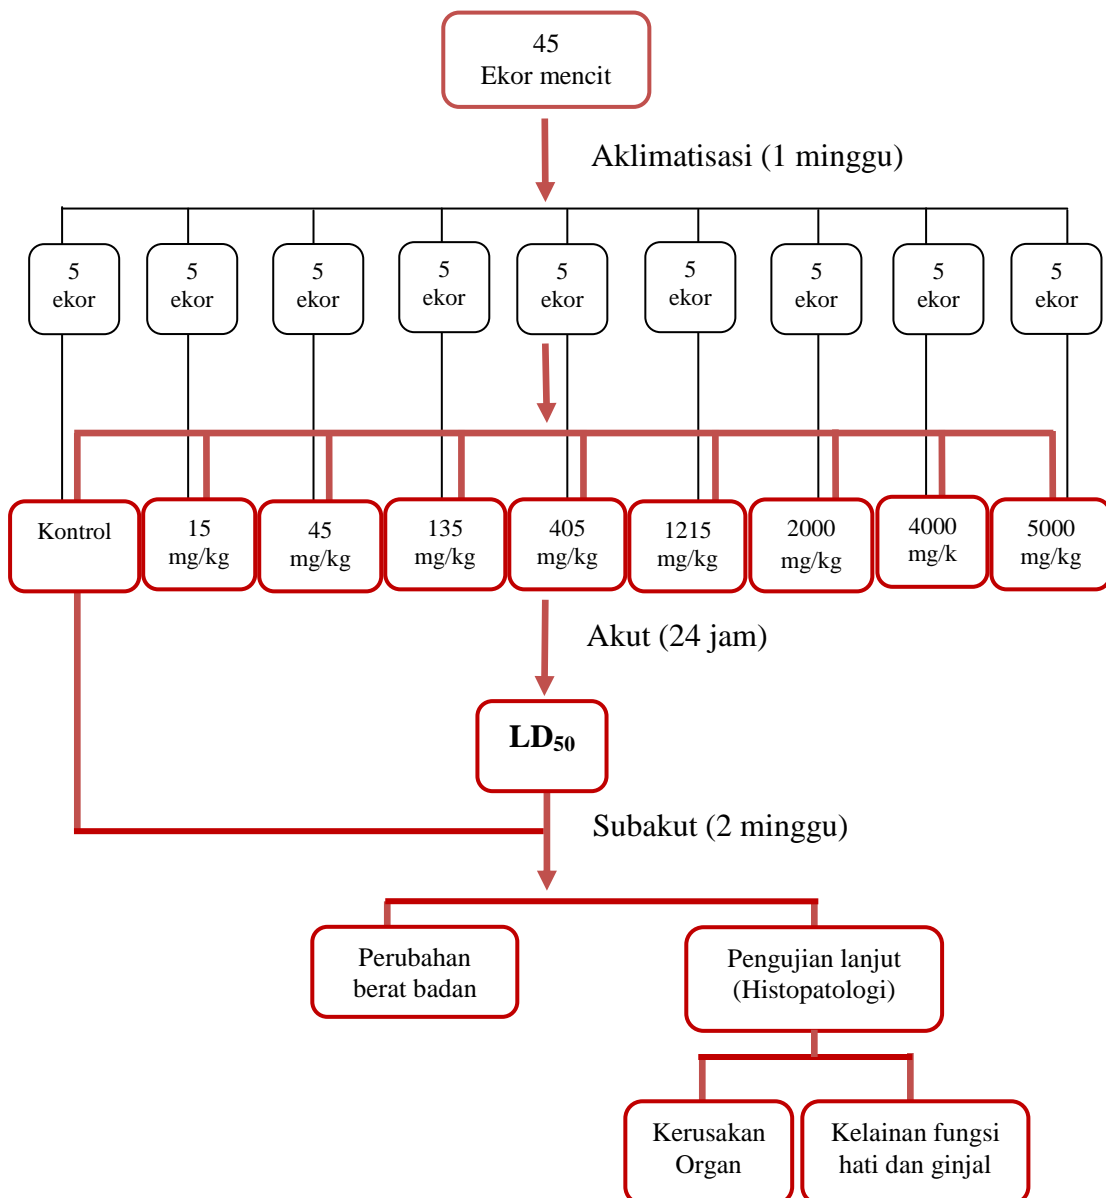 45
Ekor mencit
Aklimatisasi (1 minggu)
5
ekor
5
ekor
5
ekor
5
ekor
5
ekor
5
ekor
5
ekor
5
ekor
5
ekor
Kontrol
15
mg/kg
45
mg/kg
135
mg/kg
405
mg/kg
1215
mg/kg
2000
mg/kg
4000
mg/k
5000
mg/kg
Akut (24 jam)
LD₅₀
Subakut (2 minggu)
Perubahan
berat badan
Pengujian lanjut
(Histopatologi)
Kerusakan
Organ
Kelainan fungsi
hati dan ginjal